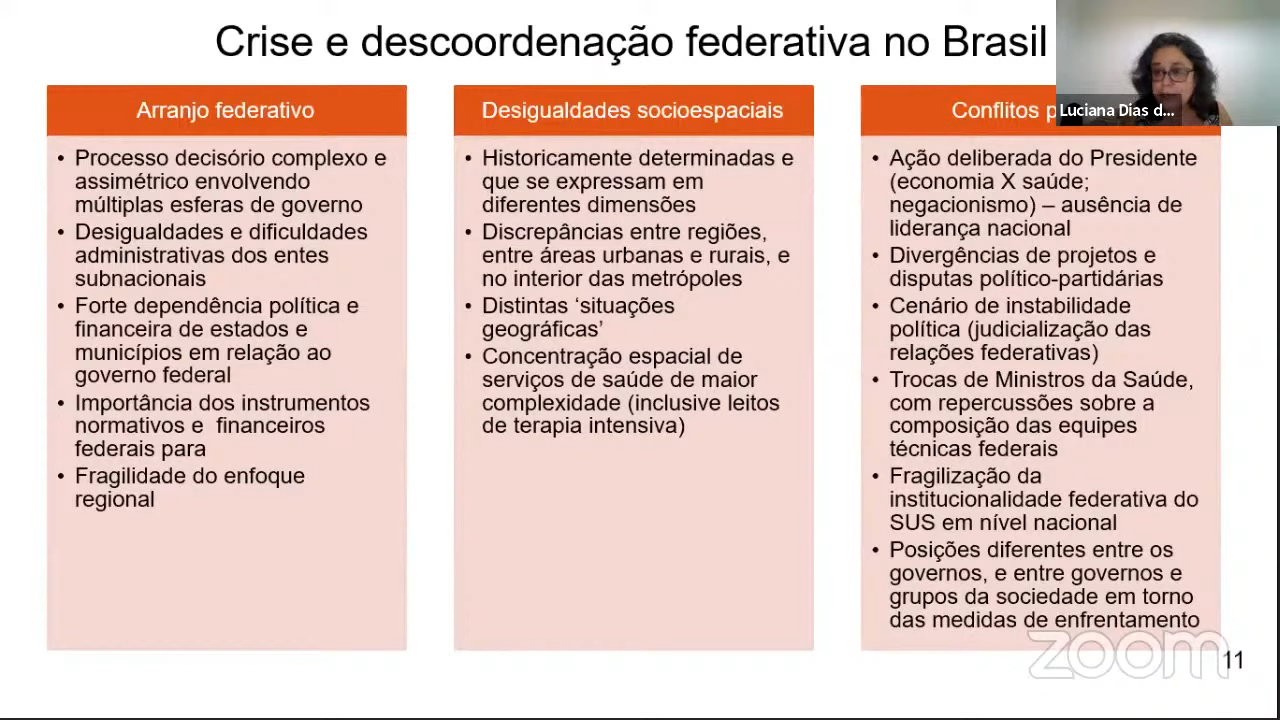 Crise e descoordenação federativa no Brasil
Luciana Dias d...
Arranjo federativo
• Processo decisório complexo e
assimétrico envolvendo
múltiplas esferas de governo
• Desigualdades e dificuldades
administrativas dos entes
subnacionais
• Forte dependência política e
financeira de estados e
municípios em relação ao
governo federal
• Importância dos instrumentos
normativos e financeiros
federais para
• Fragilidade do enfoque
regional
Desigualdades socioespaciais
• Historicamente determinadas e
que se expressam em
diferentes dimensões
• Discrepâncias entre regiões,
entre áreas urbanas e rurais, e
no interior das metrópoles
• Distintas ‘situações
geográficas’
• Concentração espacial de
serviços de saúde de maior
complexidade (inclusive leitos
de terapia intensiva)
Conflitos
• Ação deliberada do Presidente
(economia X saúde;
negacionismo) – ausência de
liderança nacional
• Divergências de projetos e
disputas político-partidárias
• Cenário de instabilidade
política (judicialização das
relações federativas)
• Trocas de Ministros da Saúde,
com repercussões sobre a
composição das equipes
técnicas federais
• Fragilização da
institucionalidade federativa do
SUS em nível nacional
• Posições diferentes entre os
governos, e entre governos e
grupos da sociedade em torno
das medidas de enfrentamento
zoom
11